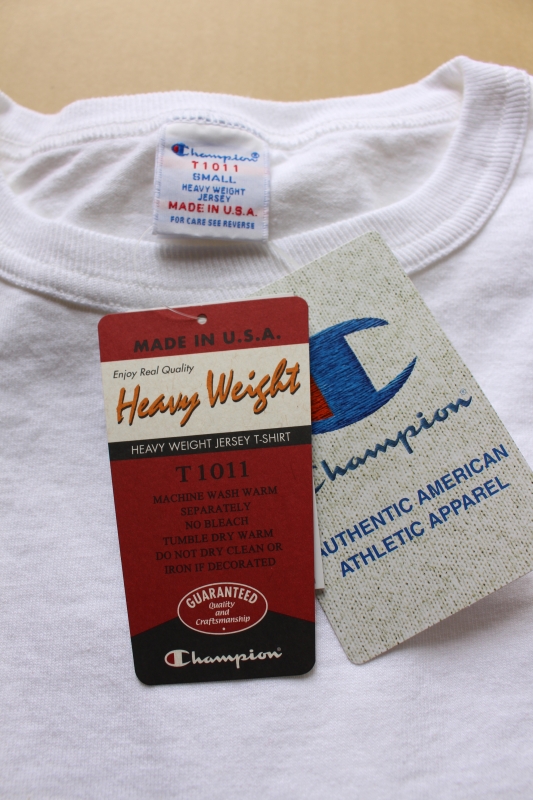 Champion
T1011
SMALL
HEAVY WEIGHT
JERSEY
MADE IN U.S.A.
FOR CARE SEE REVERSE
MADE IN U.S.A.
Enjoy Real Quality
Heavy Weight
HEAVY WEIGHT JERSEY T-SHIRT
T1011
MACHINE WASH WARM
SEPARATELY
NO BLEACH
TUMBLE DRY WARM
DO NOT DRY CLEAN OR
IRON IF DECORATED
GUARANTEED
Quality
and
Craftsmanship
Champion
Champion
AUTHENTIC AMERICAN
ATHLETIC APPAREL